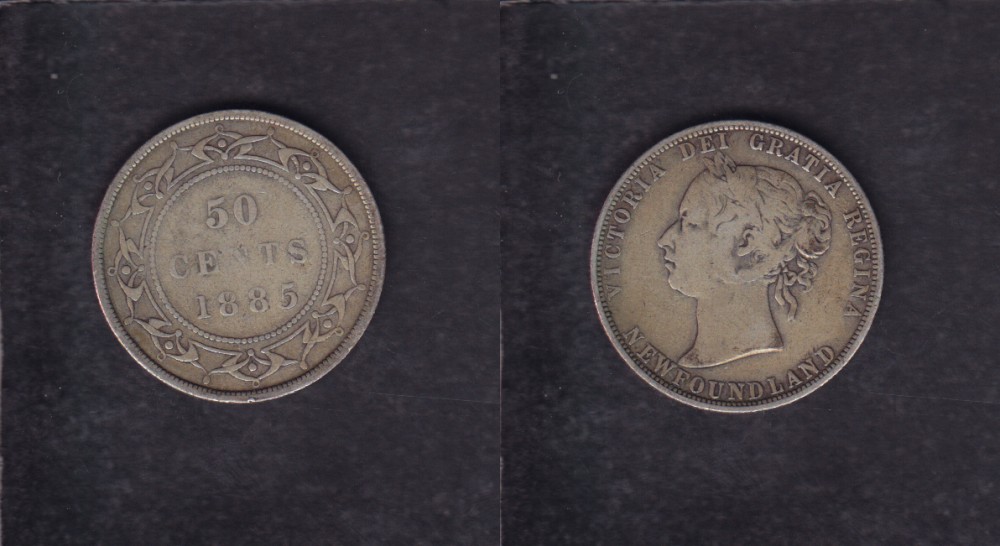 50
CENTS
1885
VICTORIA DEI GRATIA REGINA
NEWFOUNDLAND